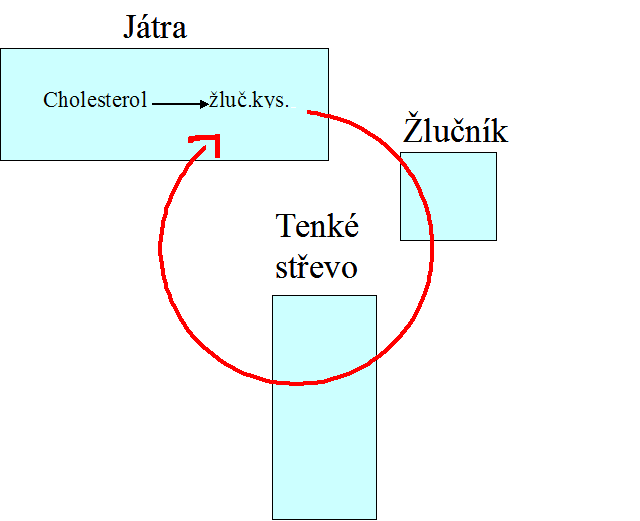 Játra
Cholesterol
žluč.kys.
Žlučník
Tenké
střevo